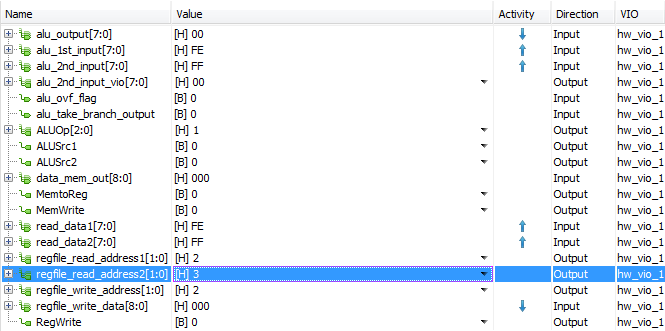 Name Value Activity Direction VIO
alu_output[7:0] [H] 00 Input hw_vio_1
alu_1st_input[7:0] [H] FE Input hw_vio_1
alu_2nd_input[7:0] [H] FF Input hw_vio_1
alu_2nd_input_vio[7:0] [H] 00 Output hw_vio_1
alu_ovf_flag [B] 0 Input hw_vio_1
alu_take_branch_output [B] 0 Input hw_vio_1
ALUOp[2:0] [H] 1 Output hw_vio_1
ALUSrc1 [B] 0 Output hw_vio_1
ALUSrc2 [B] 0 Output hw_vio_1
data_mem_out[8:0] [H] 000 Input hw_vio_1
MemtoReg [B] 0 Output hw_vio_1
MemWrite [B] 0 Output hw_vio_1
read_data1[7:0] [H] FE Input hw_vio_1
read_data2[7:0] [H] FF Input hw_vio_1
regfile_read_address1[1:0] [H] 2 Output hw_vio_1
regfile_read_address2[1:0] [H] 3 Output hw_vio_1
regfile_write_address[1:0] [H] 2 Output hw_vio_1
regfile_write_data[8:0] [H] 000 Input hw_vio_1
RegWrite [B] 0 Output hw_vio_1